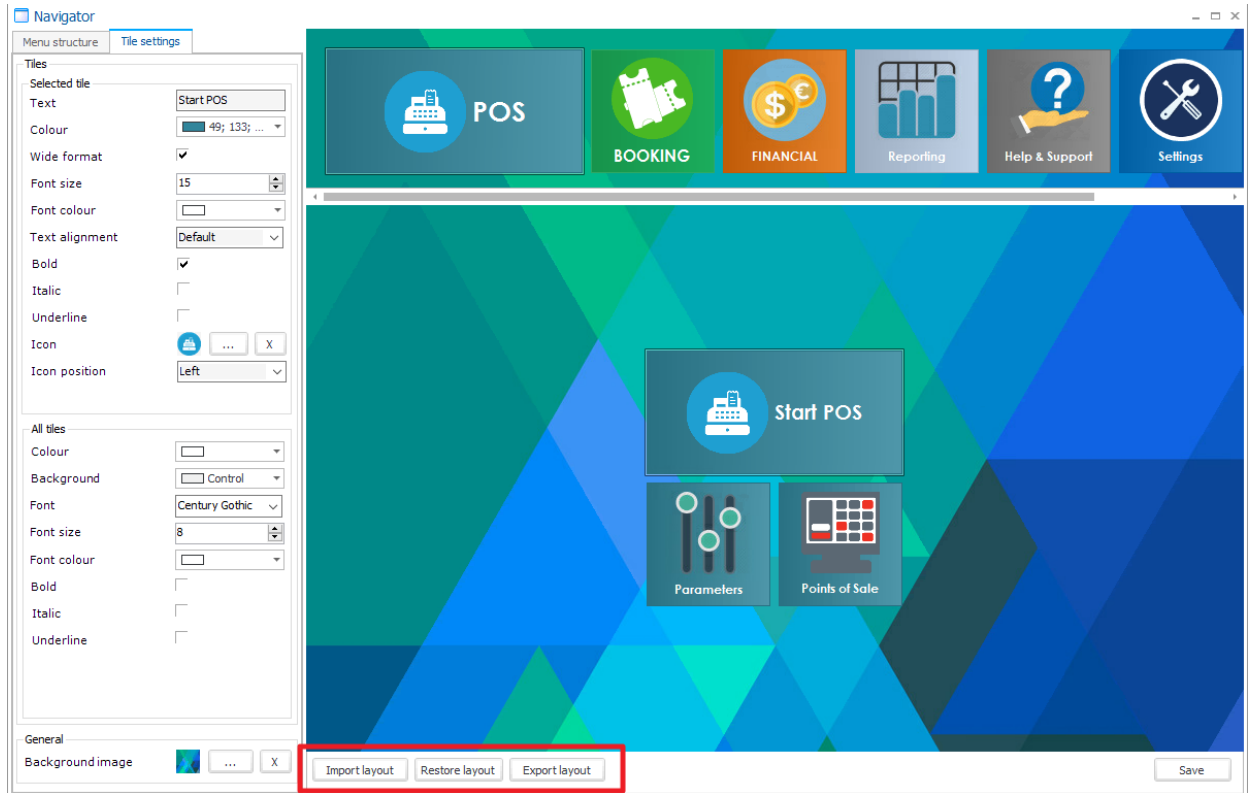 Navigator
Menu structure
Tile settings
Tiles
Selected tile
Text
Start POS
Colour
49; 133; ...
Wide format
Font size
15
Font colour
Text alignment
Default
Bold
Italic
Underline
Icon
...
X
Icon position
Left
All tiles
Colour
Background
Control
Font
Century Gothic
Font size
8
Font colour
Bold
Italic
Underline
General
Background image
...
X
POS
BOOKING
FINANCIAL
Reporting
Help & Support
Settings
Start POS
Parameters
Points of Sale
Import layout
Restore layout
Export layout
Save